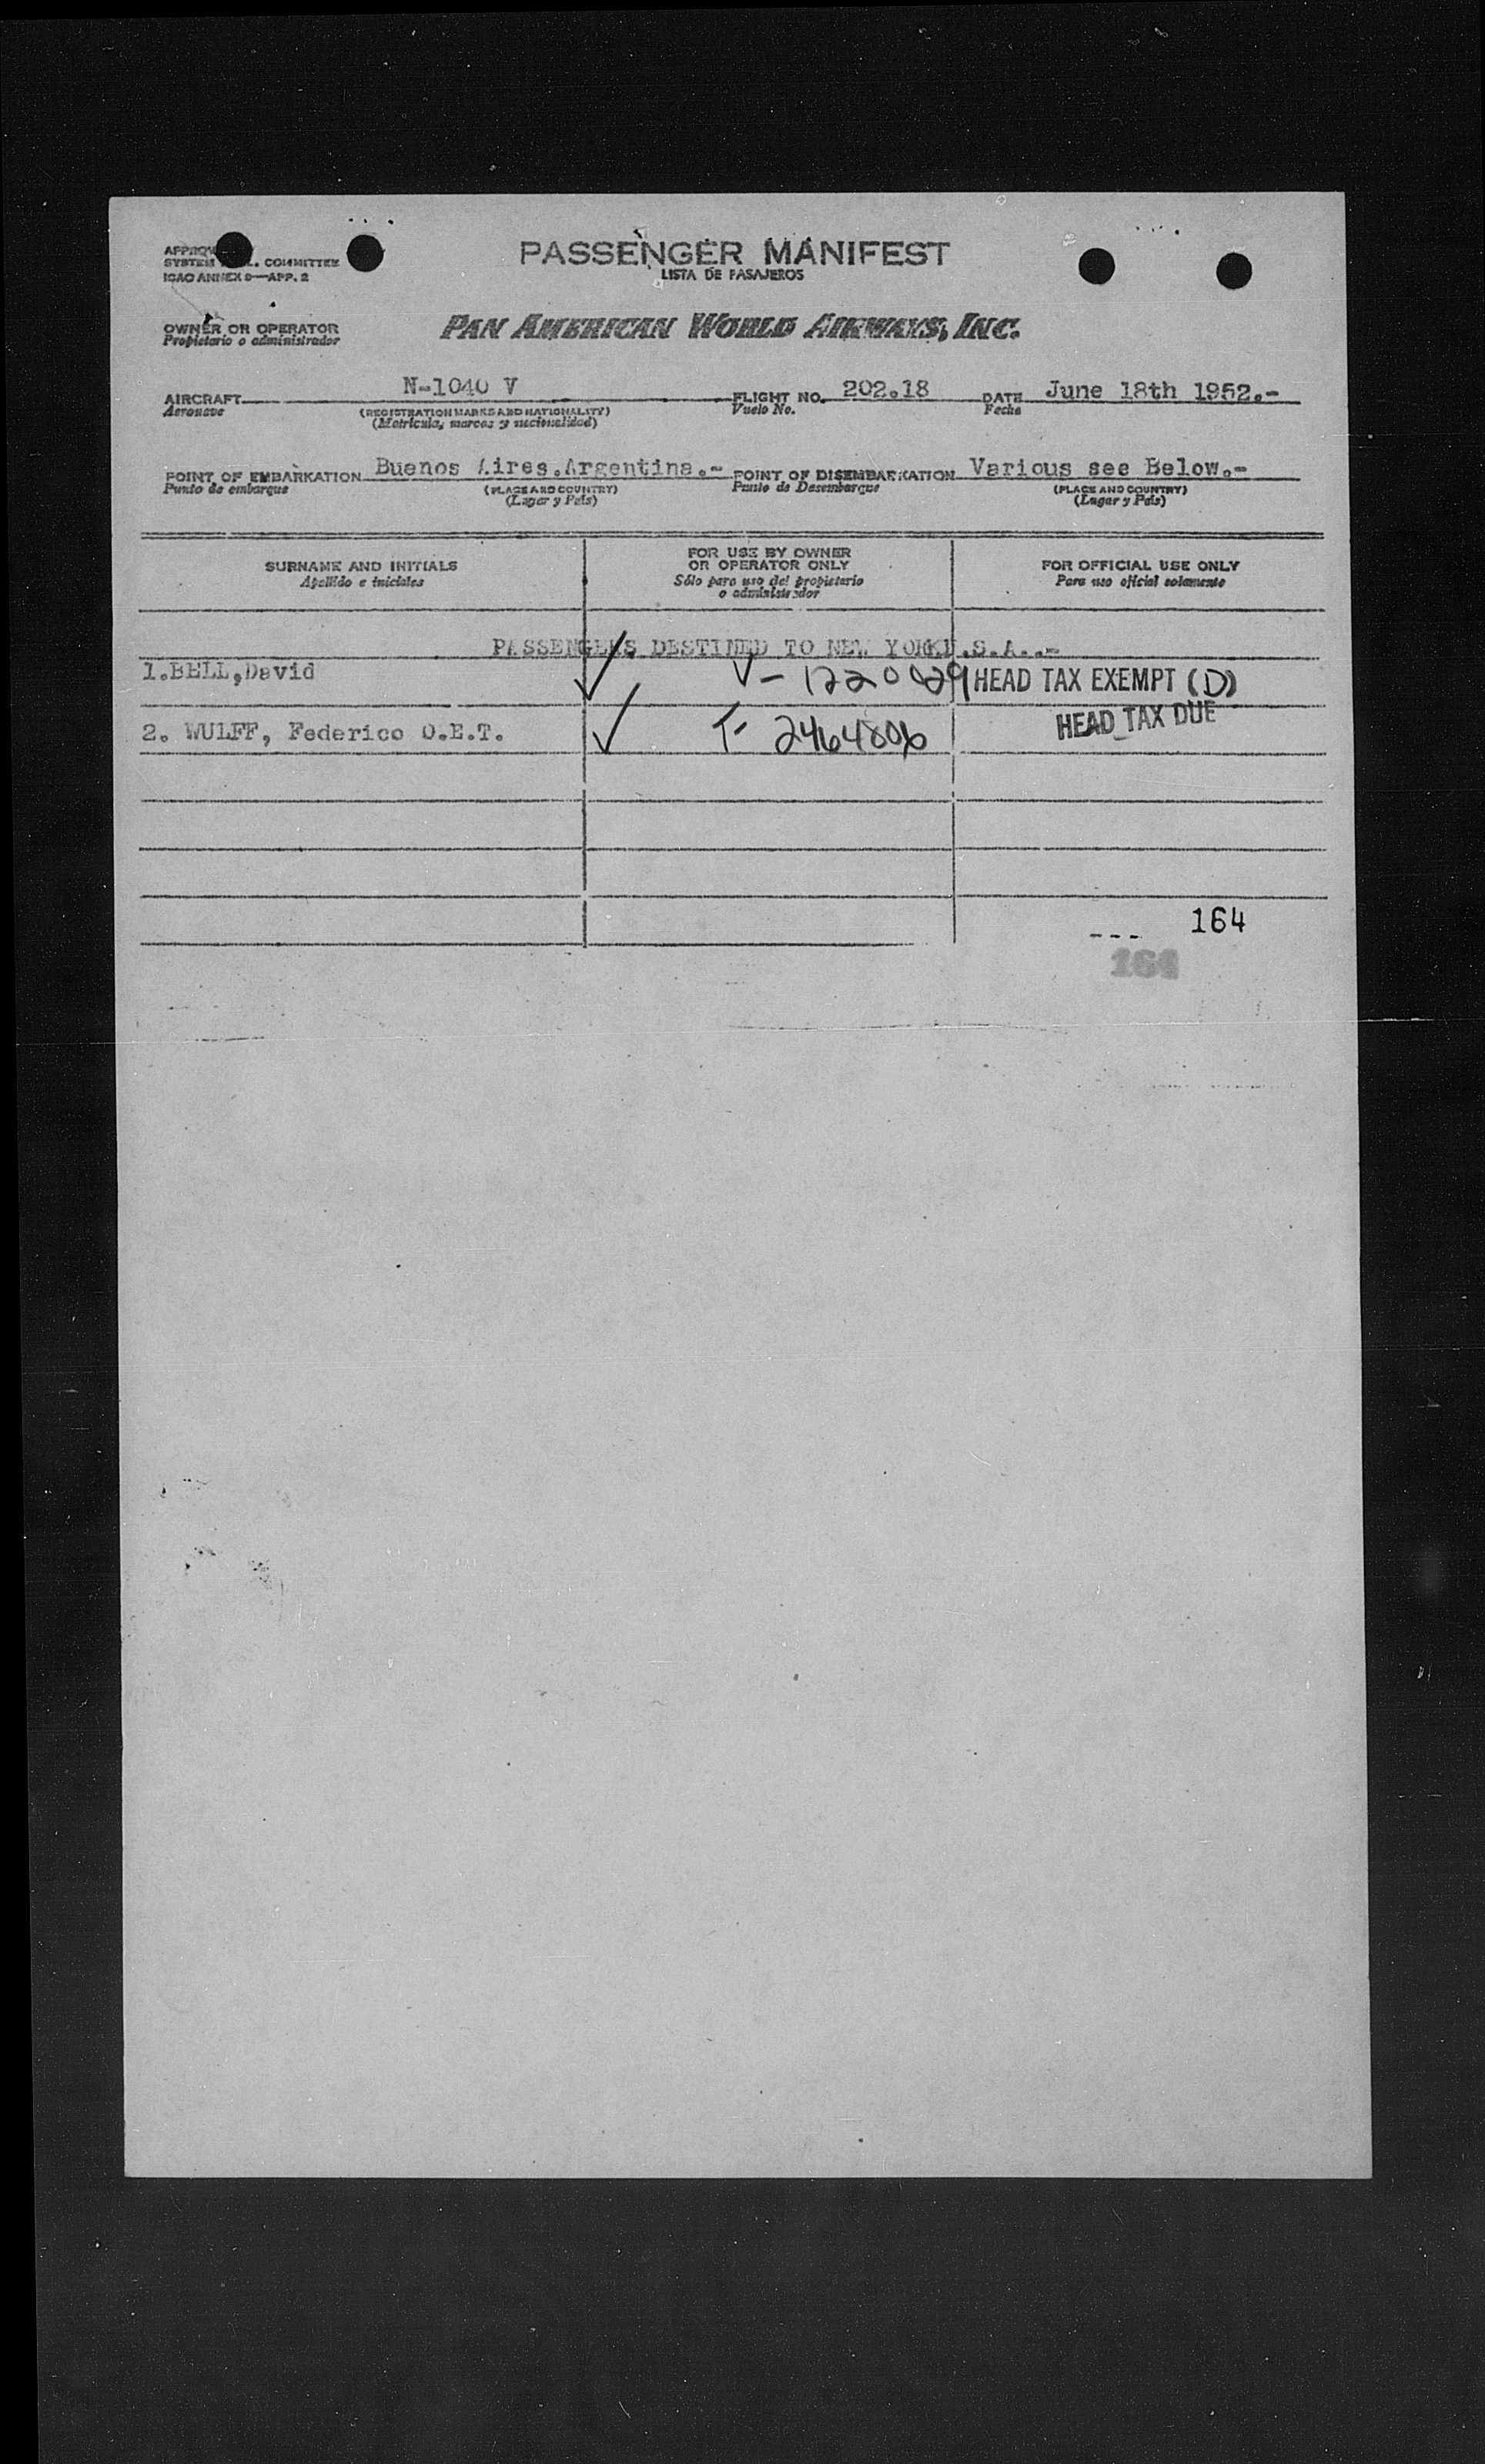 PASSENGER MANIFEST
LISTA DE PASAJEROS
SYSTEM COMMITTEE
ICAO ANNEX 9—APP. 2
OWNER OR OPERATOR
Propietario o administrador
PAN AMERICAN WORLD AIRWAYS, INC.
AIRCRAFT N-1040 V FLIGHT NO. 202.18 DATE June 18th 1952.-
Aeronave (REGISTRATION MARKS AND NATIONALITY) Vuelo No. Fecha
(Matricula, marcas y nacionalidad)
POINT OF EMBARKATION Buenos Aires.Argentina.- POINT OF DISEMBARKATION Various see Below.-
Punto de embarque (PLACE AND COUNTRY) Punto de Desembarque (PLACE AND COUNTRY)
(Lugar y País) (Lugar y País)
SURNAME AND INITIALS
Apellido e iniciales
FOR USE BY OWNER
OR OPERATOR ONLY
Sólo para uso del propietario
o administrador
FOR OFFICIAL USE ONLY
Para uso oficial solamente
PASSENGERS DESTINED TO NEW YORK U.S.A..-
1.BELL,David ✓ V- 1220029 HEAD TAX EXEMPT (D)
2. WULFF, Federico O.E.T. ✓ T- 2464806 HEAD TAX DUE
--- 164
164